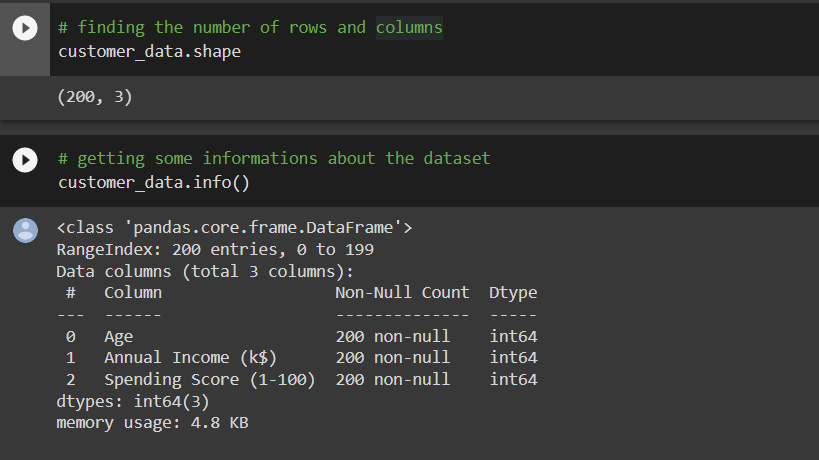 # finding the number of rows and columns
customer_data.shape
(200, 3)
# getting some informations about the dataset
customer_data.info()
<class 'pandas.core.frame.DataFrame'>
RangeIndex: 200 entries, 0 to 199
Data columns (total 3 columns):
 #   Column                  Non-Null Count  Dtype
---  ------                  --------------  -----
 0   Age                     200 non-null    int64
 1   Annual Income (k$)      200 non-null    int64
 2   Spending Score (1-100)  200 non-null    int64
dtypes: int64(3)
memory usage: 4.8 KB